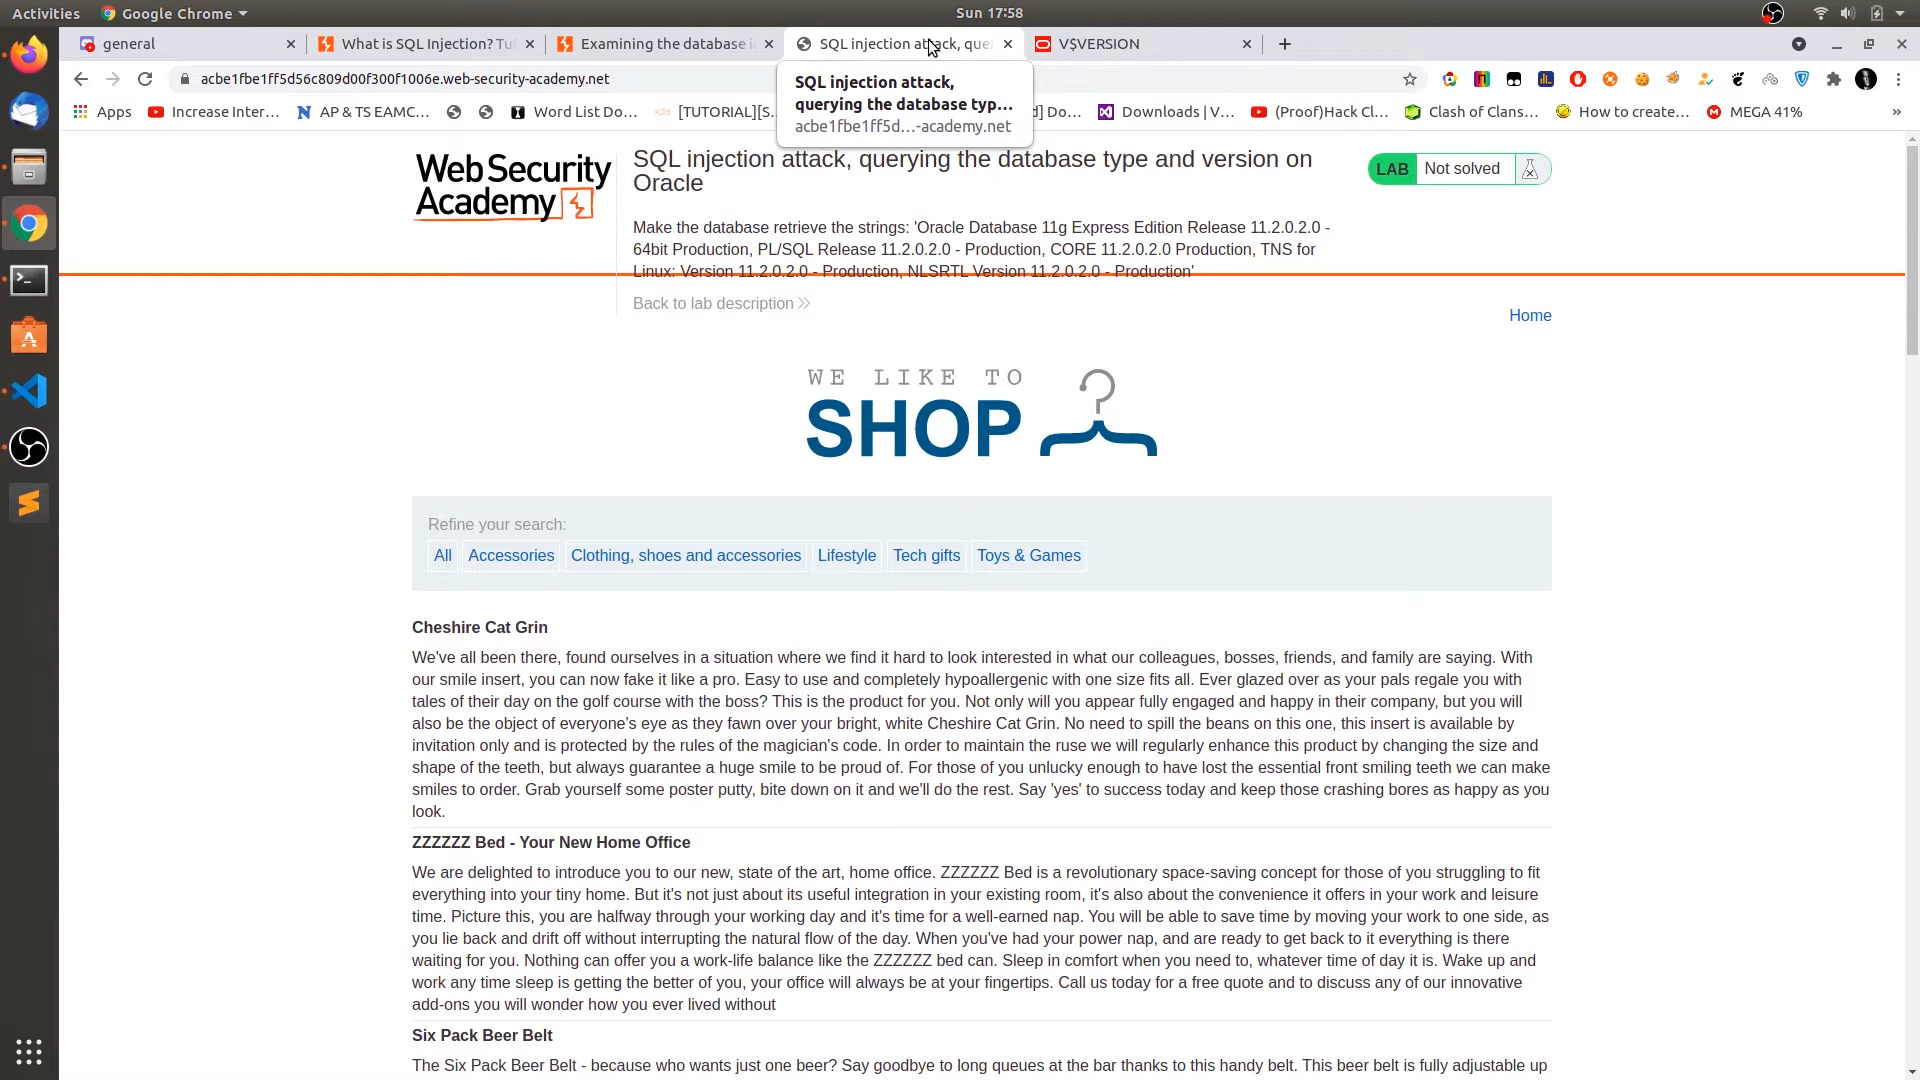 Activities
Google Chrome
Sun 17:58
general
What is SQL Injection? Tu
Examining the database i
SQL injection attack, que
V$VERSION
acbe1fbe1ff5d56c809d00f300f1006e.web-security-academy.net
SQL injection attack,
querying the database typ...
acbe1fbe1ff5d...-academy.net
Apps
Increase Inter...
AP & TS EAMC...
Word List Do...
[TUTORIAL][S...
d] Do...
Downloads | V...
(Proof)Hack Cl...
Clash of Clans...
How to create...
MEGA 41%
»
Web Security
Academy
SQL injection attack, querying the database type and version on
Oracle
LAB Not solved
Make the database retrieve the strings: 'Oracle Database 11g Express Edition Release 11.2.0.2.0 -
64bit Production, PL/SQL Release 11.2.0.2.0 - Production, CORE 11.2.0.2.0 Production, TNS for
Linux: Version 11.2.0.2.0 - Production, NLSRTL Version 11.2.0.2.0 - Production'
Back to lab description
Home
WE LIKE TO
SHOP
Refine your search:
All
Accessories
Clothing, shoes and accessories
Lifestyle
Tech gifts
Toys & Games
Cheshire Cat Grin
We've all been there, found ourselves in a situation where we find it hard to look interested in what our colleagues, bosses, friends, and family are saying. With
our smile insert, you can now fake it like a pro. Easy to use and completely hypoallergenic with one size fits all. Ever glazed over as your pals regale you with
tales of their day on the golf course with the boss? This is the product for you. Not only will you appear fully engaged and happy in their company, but you will
also be the object of everyone's eye as they fawn over your bright, white Cheshire Cat Grin. No need to spill the beans on this one, this insert is available by
invitation only and is protected by the rules of the magician's code. In order to maintain the ruse we will regularly enhance this product by changing the size and
shape of the teeth, but always guarantee a huge smile to be proud of. For those of you unlucky enough to have lost the essential front smiling teeth we can make
smiles to order. Grab yourself some poster putty, bite down on it and we'll do the rest. Say 'yes' to success today and keep those crashing bores as happy as you
look.
ZZZZZZ Bed - Your New Home Office
We are delighted to introduce you to our new, state of the art, home office. ZZZZZZ Bed is a revolutionary space-saving concept for those of you struggling to fit
everything into your tiny home. But it's not just about its useful integration in your existing room, it's also about the convenience it offers in your work and leisure
time. Picture this, you are halfway through your working day and it's time for a well-earned nap. You will be able to save time by moving your work to one side, as
you lie back and drift off without interrupting the natural flow of the day. When you've had your power nap, and are ready to get back to it everything is there
waiting for you. Nothing can offer you a work-life balance like the ZZZZZZ bed can. Sleep in comfort when you need to, whatever time of day it is. Wake up and
work any time sleep is getting the better of you, your office will always be at your fingertips. Call us today for a free quote and to discuss any of our innovative
add-ons you will wonder how you ever lived without
Six Pack Beer Belt
The Six Pack Beer Belt - because who wants just one beer? Say goodbye to long queues at the bar thanks to this handy belt. This beer belt is fully adjustable up